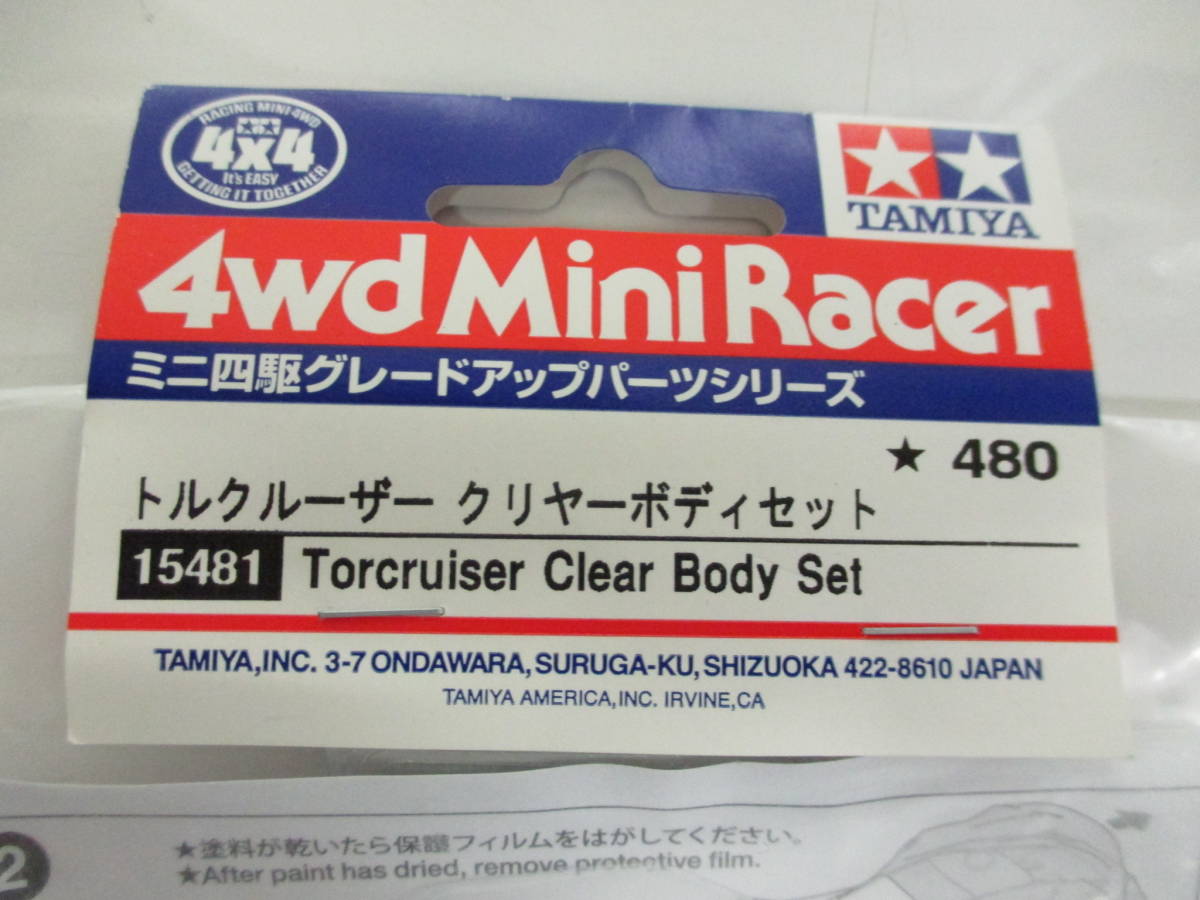 RACING MINI 4WD
4x4
It's EASY
GETTING IT TOGETHER
TAMIYA
4wd Mini Racer
ミニ四駆グレードアップパーツシリーズ
★ 480
トルクルーザー クリヤーボディセット
15481 Torcruiser Clear Body Set
TAMIYA,INC. 3-7 ONDAWARA, SURUGA-KU, SHIZUOKA 422-8610 JAPAN
TAMIYA AMERICA,INC. IRVINE,CA
2
★塗料が乾いたら保護フィルムをはがしてください。
★After paint has dried, remove protective film.